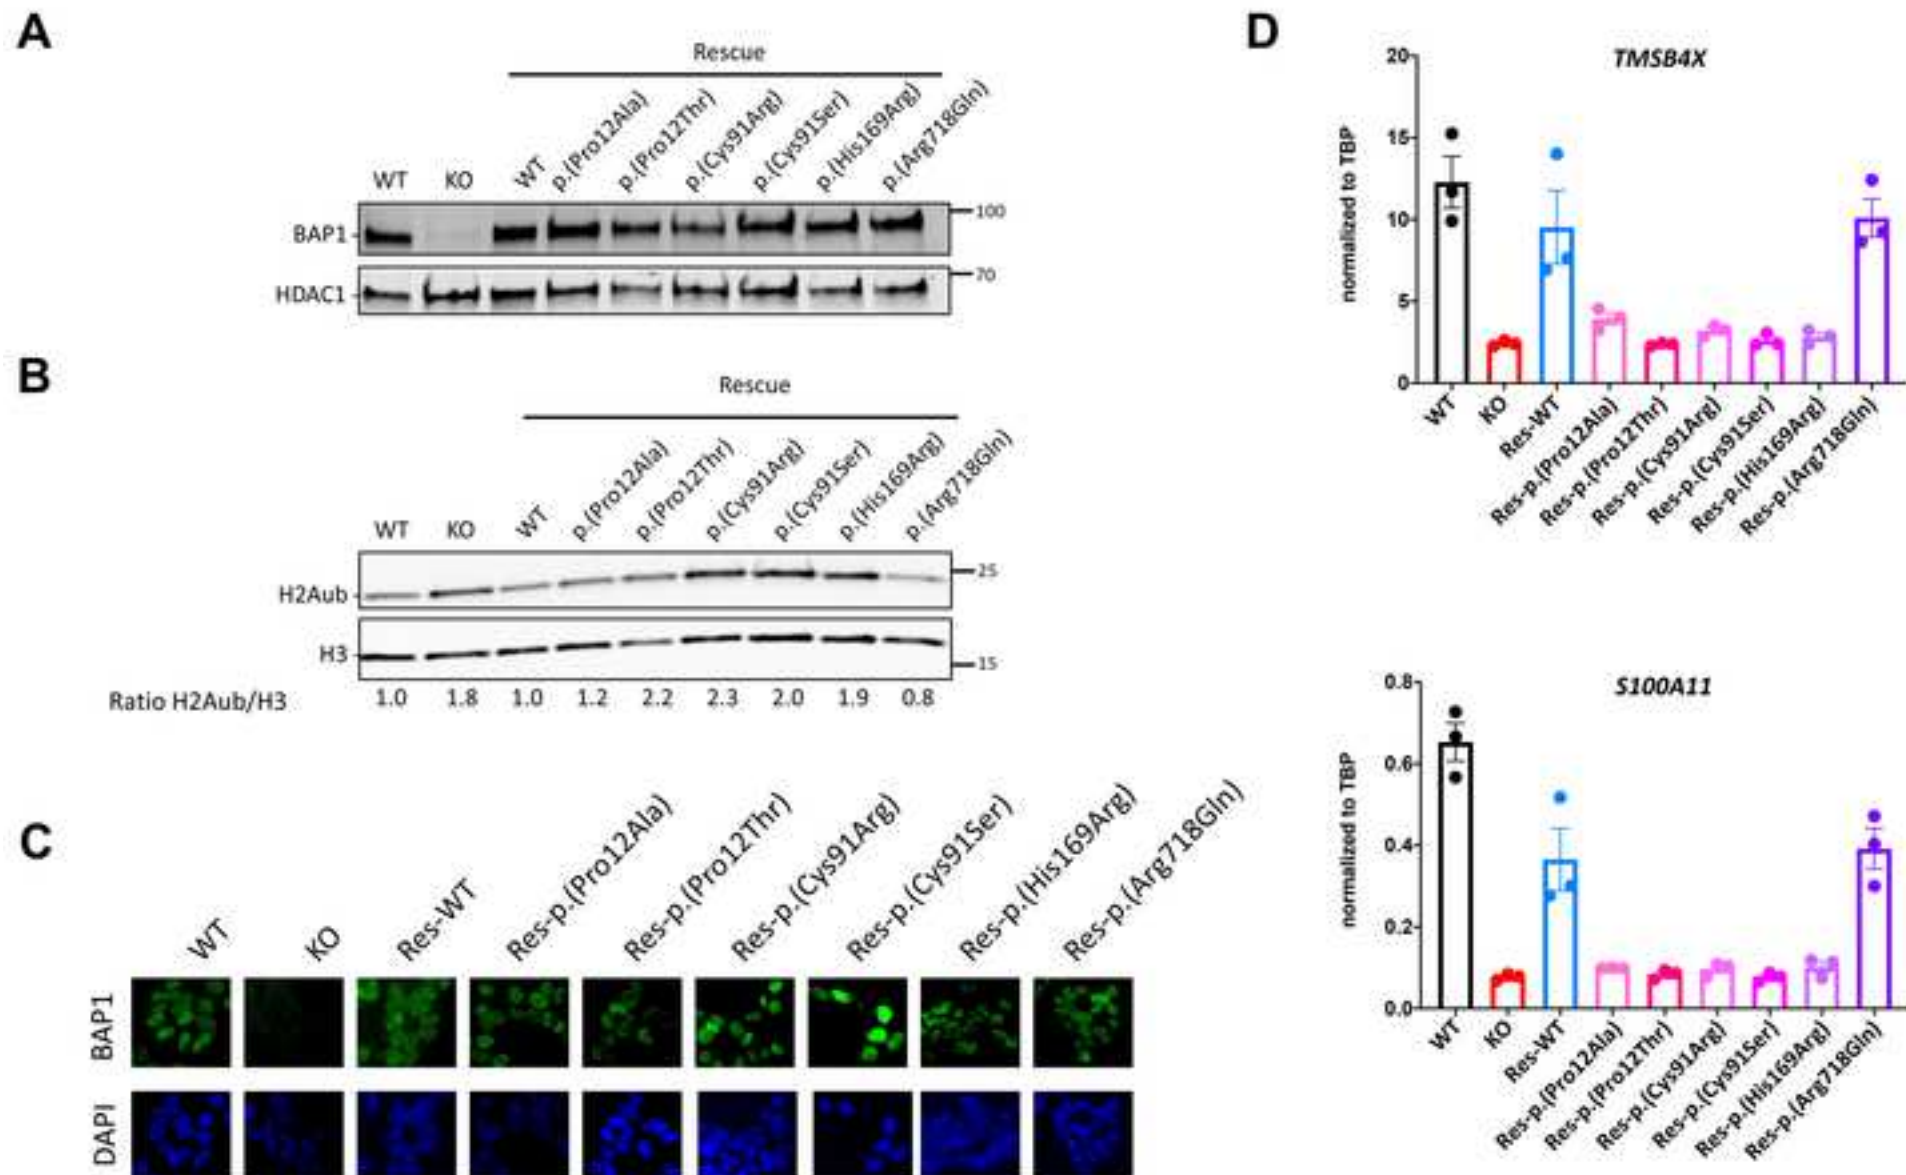 A
Rescue
WT KO WT p.(Pro12Ala) p.(Pro12Thr) p.(Cys91Arg) p.(Cys91Ser) p.(His169Arg) p.(Arg718Gln)
BAP1 100
HDAC1 70
B
Rescue
WT KO WT p.(Pro12Ala) p.(Pro12Thr) p.(Cys91Arg) p.(Cys91Ser) p.(His169Arg) p.(Arg718Gln)
H2Aub 25
H3 15
Ratio H2Aub/H3 1.0 1.8 1.0 1.2 2.2 2.3 2.0 1.9 0.8
C
WT KO Res-WT Res-p.(Pro12Ala) Res-p.(Pro12Thr) Res-p.(Cys91Arg) Res-p.(Cys91Ser) Res-p.(His169Arg) Res-p.(Arg718Gln)
BAP1
DAPI
D
TMSB4X
normalized to TBP
20
15
10
5
0
WT KO Res-WT Res-p.(Pro12Ala) Res-p.(Pro12Thr) Res-p.(Cys91Arg) Res-p.(Cys91Ser) Res-p.(His169Arg) Res-p.(Arg718Gln)
S100A11
normalized to TBP
0.8
0.6
0.4
0.2
0.0
WT KO Res-WT Res-p.(Pro12Ala) Res-p.(Pro12Thr) Res-p.(Cys91Arg) Res-p.(Cys91Ser) Res-p.(His169Arg) Res-p.(Arg718Gln)